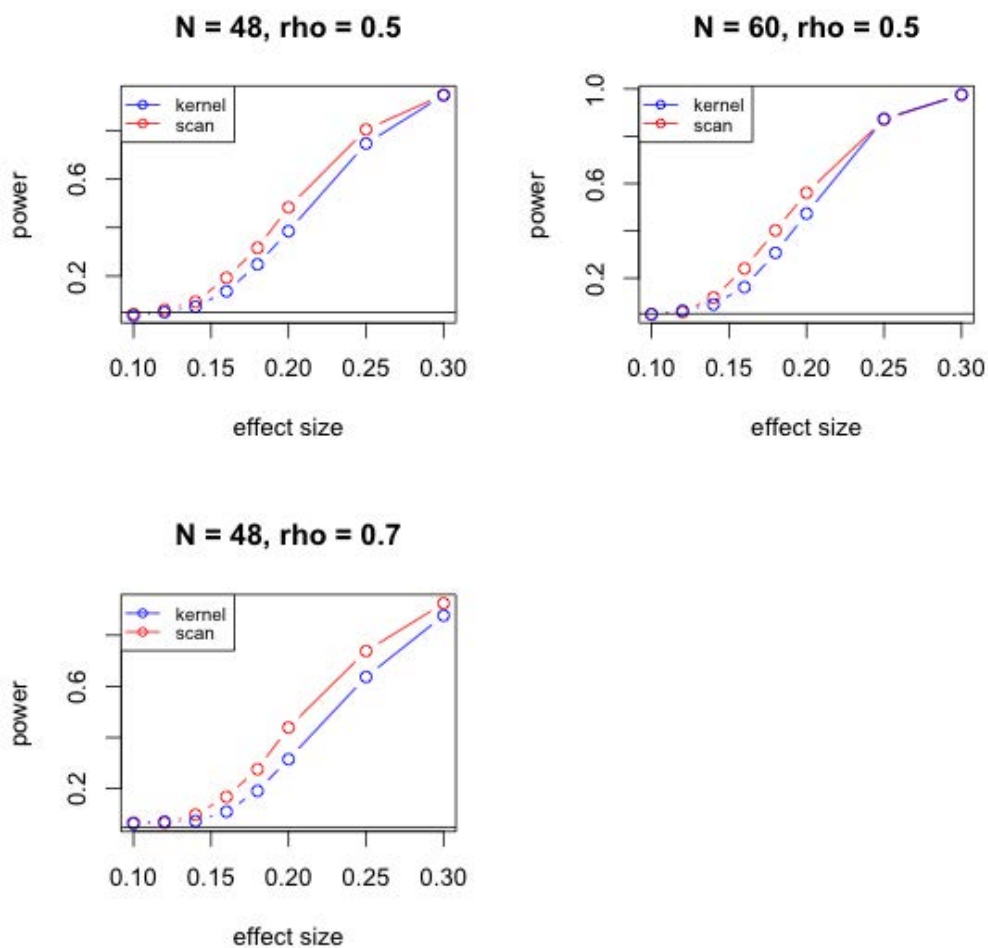 N = 48, rho = 0.5
kernel
scan
power
0.6
0.2
0.10 0.15 0.20 0.25 0.30
effect size
N = 60, rho = 0.5
kernel
scan
power
1.0
0.6
0.2
0.10 0.15 0.20 0.25 0.30
effect size
N = 48, rho = 0.7
kernel
scan
power
0.6
0.2
0.10 0.15 0.20 0.25 0.30
effect size